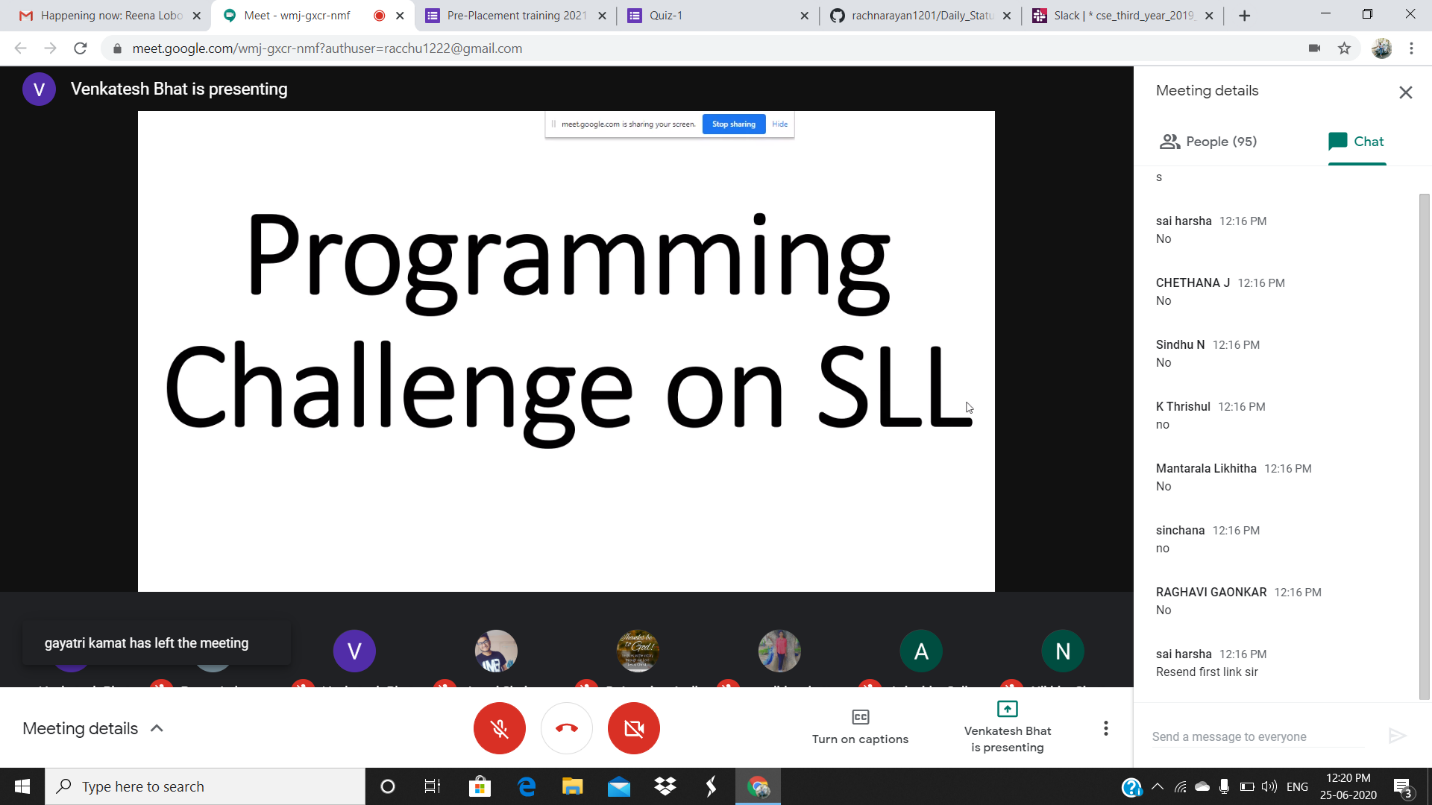 Happening now: Reena Lobo
Meet - wmj-gxcr-nmf
Pre-Placement training 2021
Quiz-1
rachnarayan1201/Daily_Statu
Slack | * cse_third_year_2019_
meet.google.com/wmj-gxcr-nmf?authuser=racchu1222@gmail.com
V
Venkatesh Bhat is presenting
meet.google.com is sharing your screen.
Stop sharing
Hide
Programming
Challenge on SLL
gayatri kamat has left the meeting
V
A
N
Meeting details
People (95)
Chat
s
sai harsha 12:16 PM
No
CHETHANA J 12:16 PM
No
Sindhu N 12:16 PM
No
K Thrishul 12:16 PM
no
Mantarala Likhitha 12:16 PM
No
sinchana 12:16 PM
no
RAGHAVI GAONKAR 12:16 PM
No
sai harsha 12:16 PM
Resend first link sir
Send a message to everyone
Meeting details
CC
Turn on captions
Venkatesh Bhat
is presenting
Type here to search
ENG
12:20 PM
25-06-2020
3